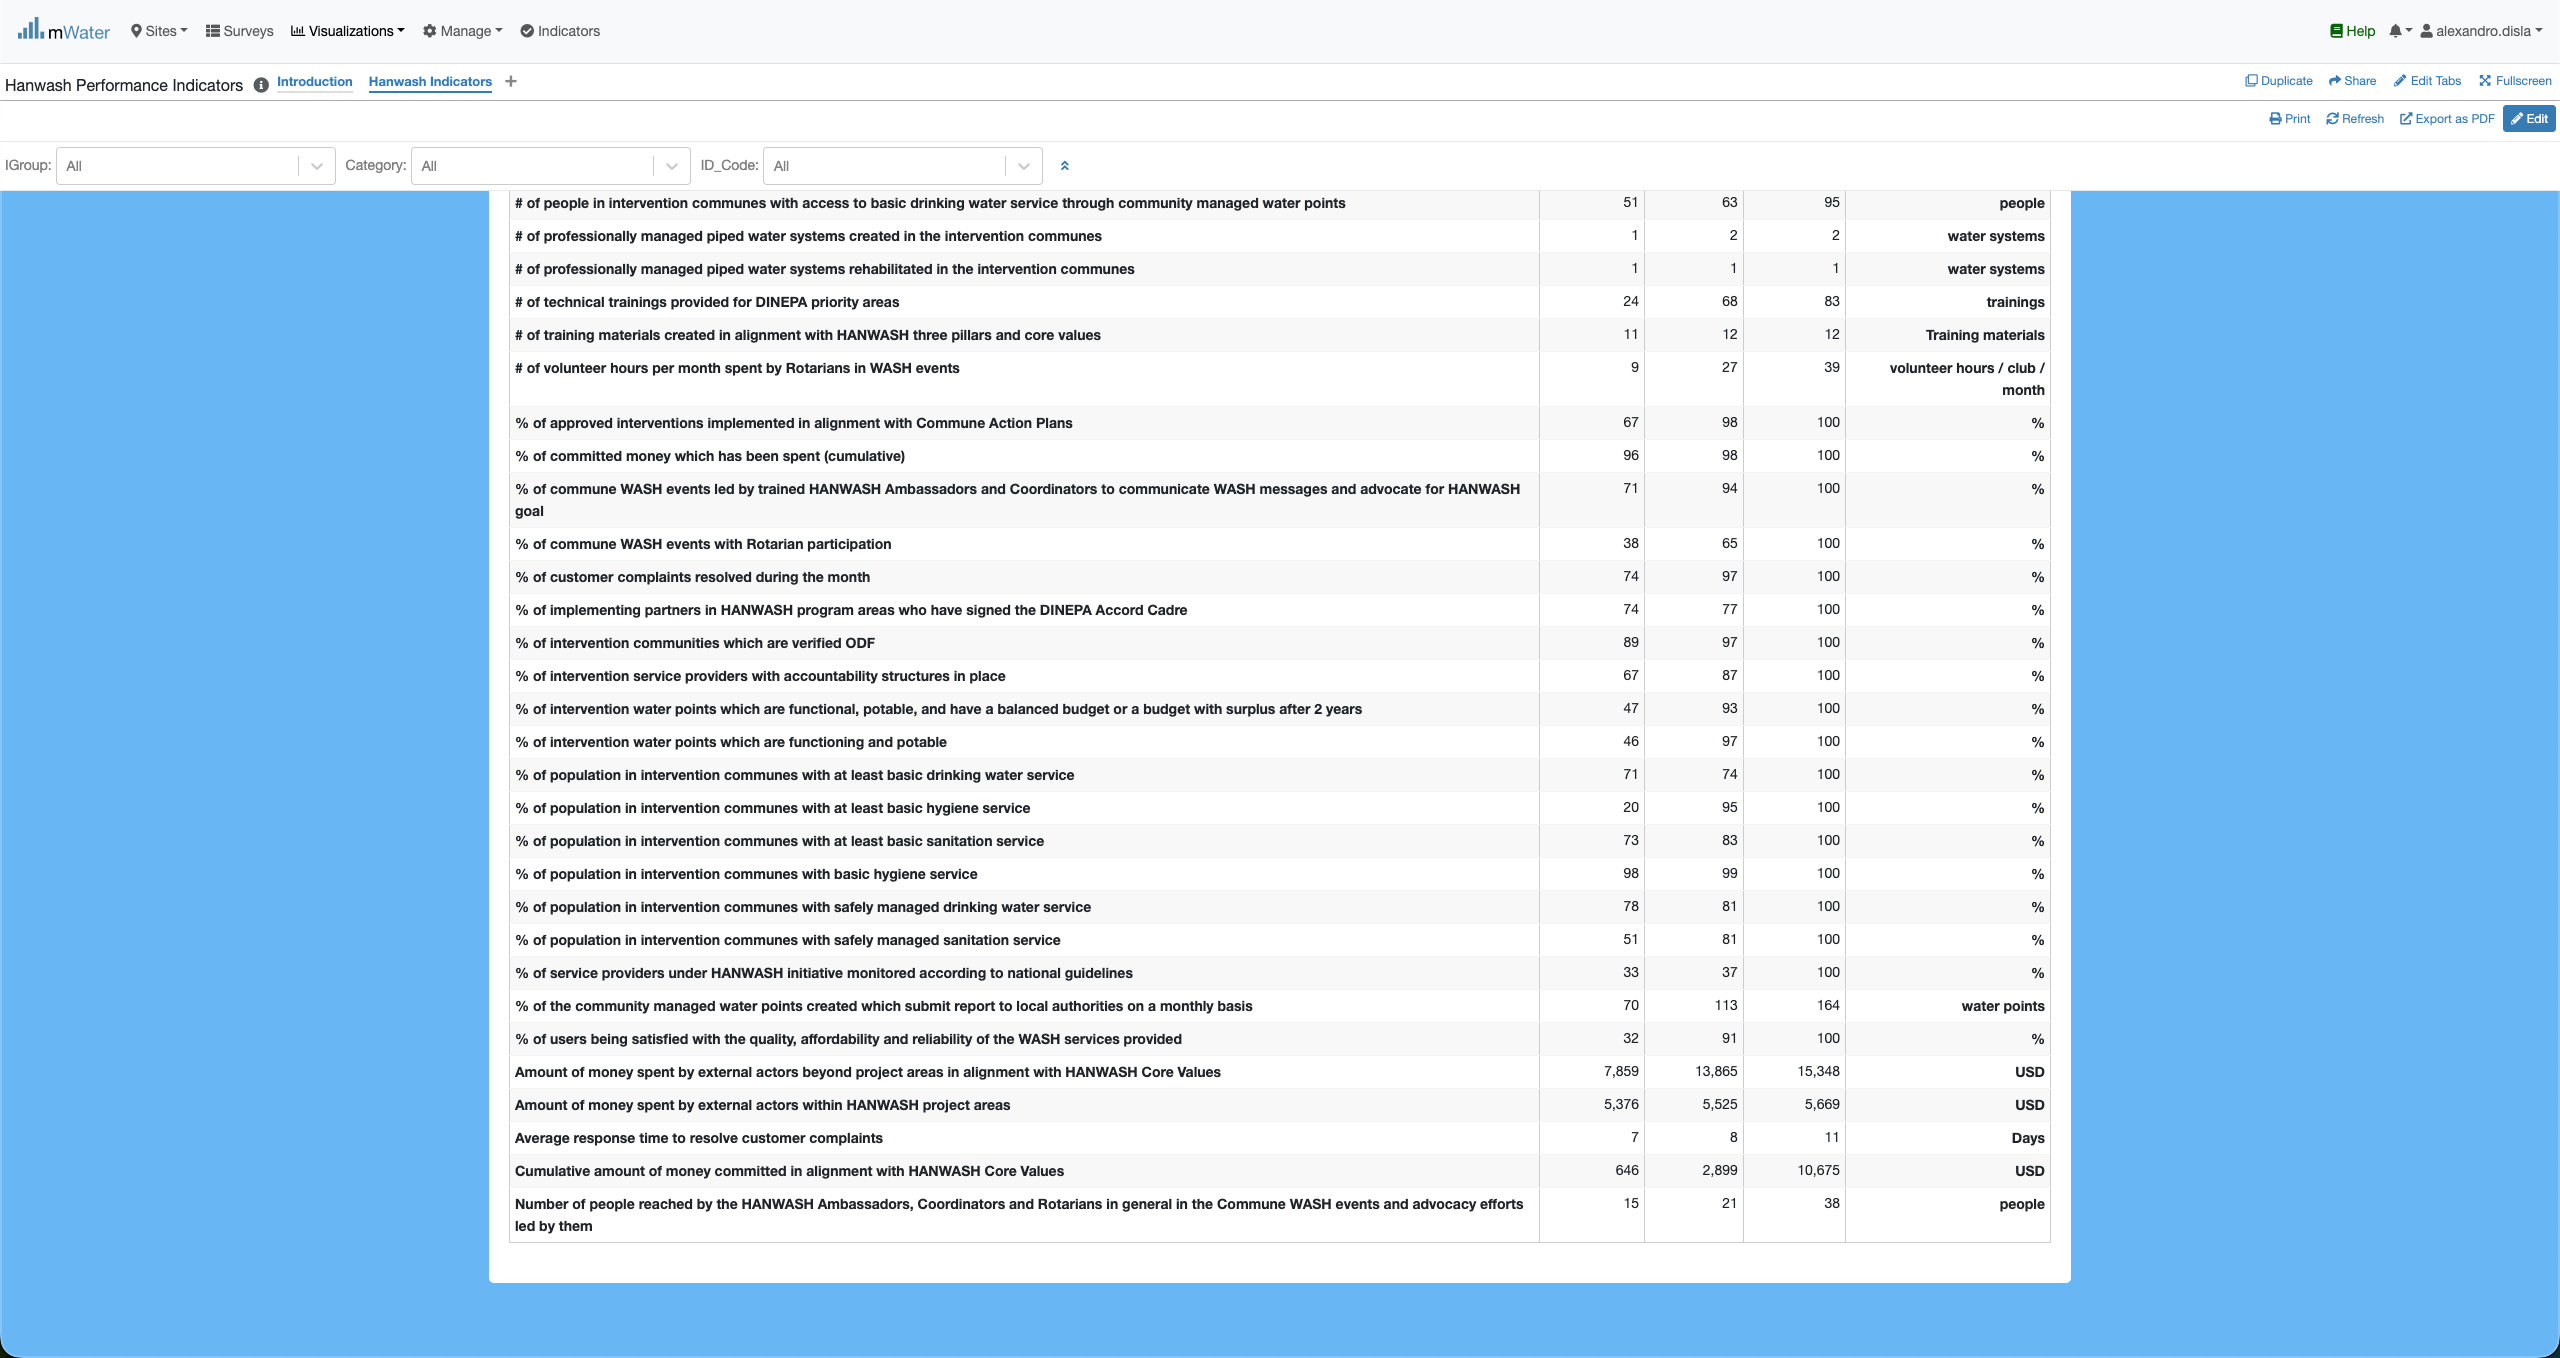 mWater Sites Surveys Visualizations Manage Indicators Help alexandro.disla
Hanwash Performance Indicators Introduction Hanwash Indicators + Duplicate Share Edit Tabs Fullscreen
Print Refresh Export as PDF Edit
IGroup: All Category: All ID_Code: All
# of people in intervention communes with access to basic drinking water service through community managed water points 51 63 95 people
# of professionally managed piped water systems created in the intervention communes 1 2 2 water systems
# of professionally managed piped water systems rehabilitated in the intervention communes 1 1 1 water systems
# of technical trainings provided for DINEPA priority areas 24 68 83 trainings
# of training materials created in alignment with HANWASH three pillars and core values 11 12 12 Training materials
# of volunteer hours per month spent by Rotarians in WASH events 9 27 39 volunteer hours / club /
month
% of approved interventions implemented in alignment with Commune Action Plans 67 98 100 %
% of committed money which has been spent (cumulative) 96 98 100 %
% of commune WASH events led by trained HANWASH Ambassadors and Coordinators to communicate WASH messages and advocate for HANWASH 71 94 100 %
goal
% of commune WASH events with Rotarian participation 38 65 100 %
% of customer complaints resolved during the month 74 97 100 %
% of implementing partners in HANWASH program areas who have signed the DINEPA Accord Cadre 74 77 100 %
% of intervention communities which are verified ODF 89 97 100 %
% of intervention service providers with accountability structures in place 67 87 100 %
% of intervention water points which are functional, potable, and have a balanced budget or a budget with surplus after 2 years 47 93 100 %
% of intervention water points which are functioning and potable 46 97 100 %
% of population in intervention communes with at least basic drinking water service 71 74 100 %
% of population in intervention communes with at least basic hygiene service 20 95 100 %
% of population in intervention communes with at least basic sanitation service 73 83 100 %
% of population in intervention communes with basic hygiene service 98 99 100 %
% of population in intervention communes with safely managed drinking water service 78 81 100 %
% of population in intervention communes with safely managed sanitation service 51 81 100 %
% of service providers under HANWASH initiative monitored according to national guidelines 33 37 100 %
% of the community managed water points created which submit report to local authorities on a monthly basis 70 113 164 water points
% of users being satisfied with the quality, affordability and reliability of the WASH services provided 32 91 100 %
Amount of money spent by external actors beyond project areas in alignment with HANWASH Core Values 7,859 13,865 15,348 USD
Amount of money spent by external actors within HANWASH project areas 5,376 5,525 5,669 USD
Average response time to resolve customer complaints 7 8 11 Days
Cumulative amount of money committed in alignment with HANWASH Core Values 646 2,899 10,675 USD
Number of people reached by the HANWASH Ambassadors, Coordinators and Rotarians in general in the Commune WASH events and advocacy efforts 15 21 38 people
led by them